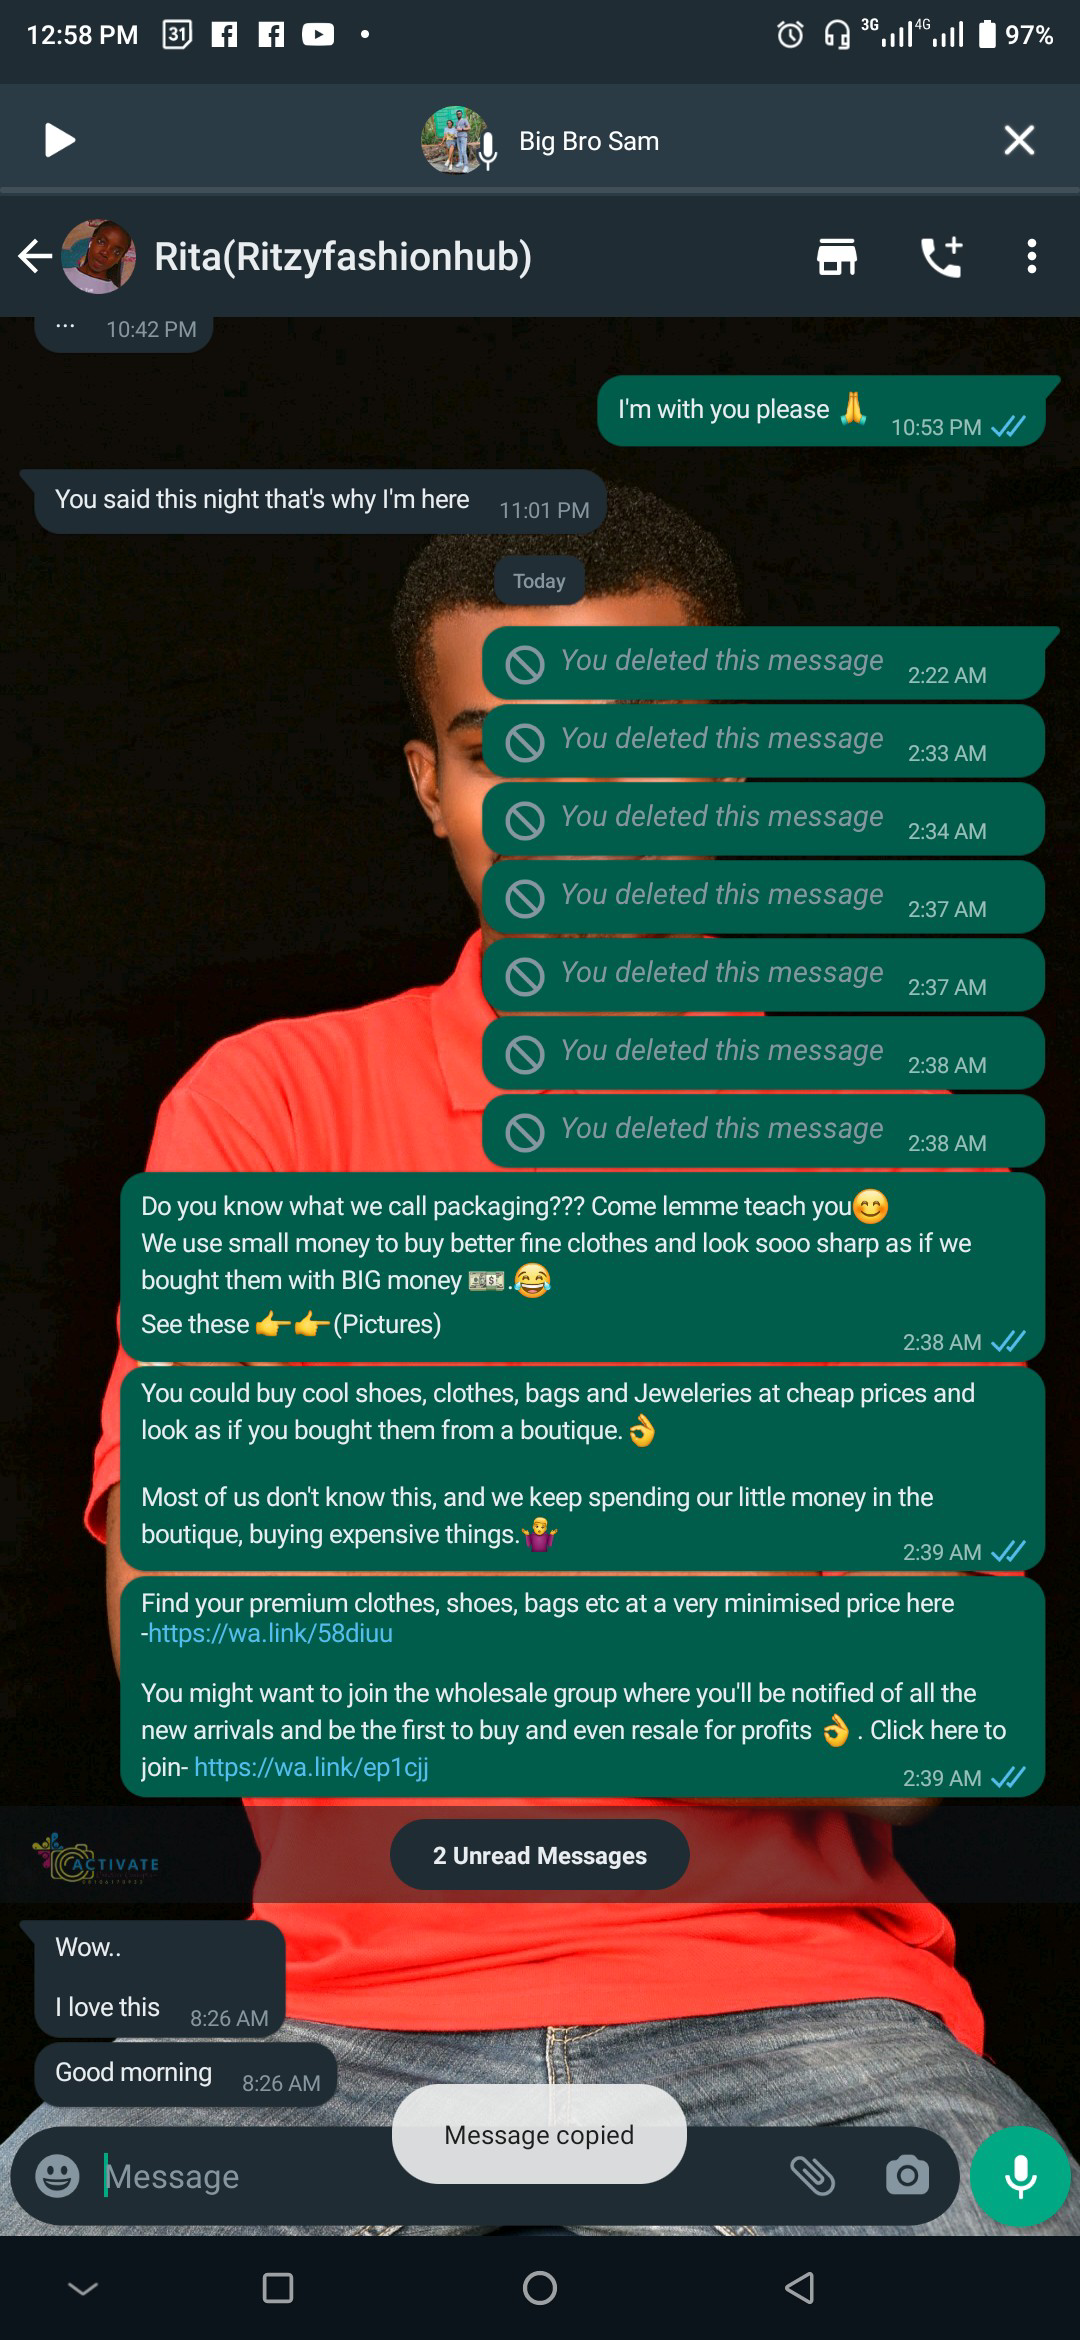 12:58 PM 31 3G 4G 97%
Big Bro Sam
Rita(Ritzyfashionhub)
... 10:42 PM
I'm with you please 🙏 10:53 PM
You said this night that's why I'm here 11:01 PM
Today
You deleted this message 2:22 AM
You deleted this message 2:33 AM
You deleted this message 2:34 AM
You deleted this message 2:37 AM
You deleted this message 2:37 AM
You deleted this message 2:38 AM
You deleted this message 2:38 AM
Do you know what we call packaging??? Come lemme teach you😊
We use small money to buy better fine clothes and look sooo sharp as if we
bought them with BIG money 💵.😂
See these 👉👉(Pictures)
2:38 AM
You could buy cool shoes, clothes, bags and Jeweleries at cheap prices and
look as if you bought them from a boutique.👌
Most of us don't know this, and we keep spending our little money in the
boutique, buying expensive things.🤷
2:39 AM
Find your premium clothes, shoes, bags etc at a very minimised price here
-https://wa.link/58diuu
You might want to join the wholesale group where you'll be notified of all the
new arrivals and be the first to buy and even resale for profits 👌 . Click here to
join- https://wa.link/ep1cjj
2:39 AM
ACTIVATE
2 Unread Messages
Wow..
I love this 8:26 AM
Good morning 8:26 AM
Message copied
Message